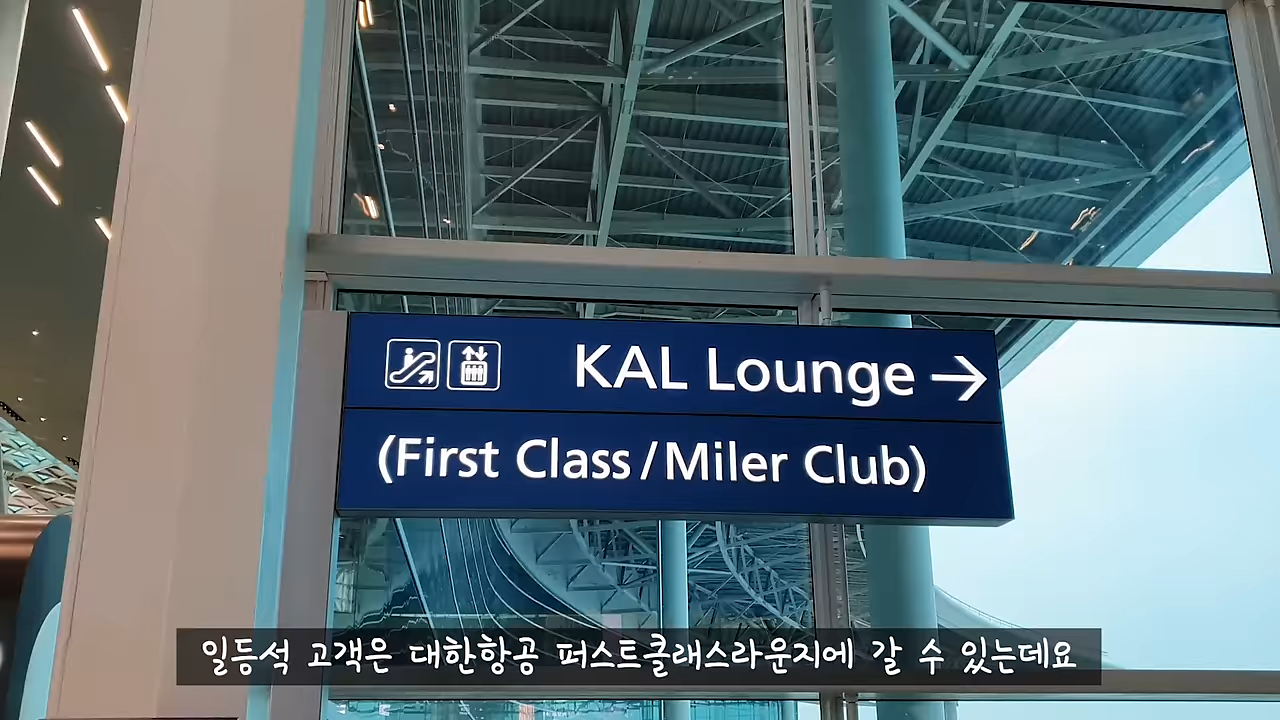 KAL Lounge →
(First Class/Miler Club)
일등석 고객은 대한항공 퍼스트클래스라운지에 갈 수 있는데요